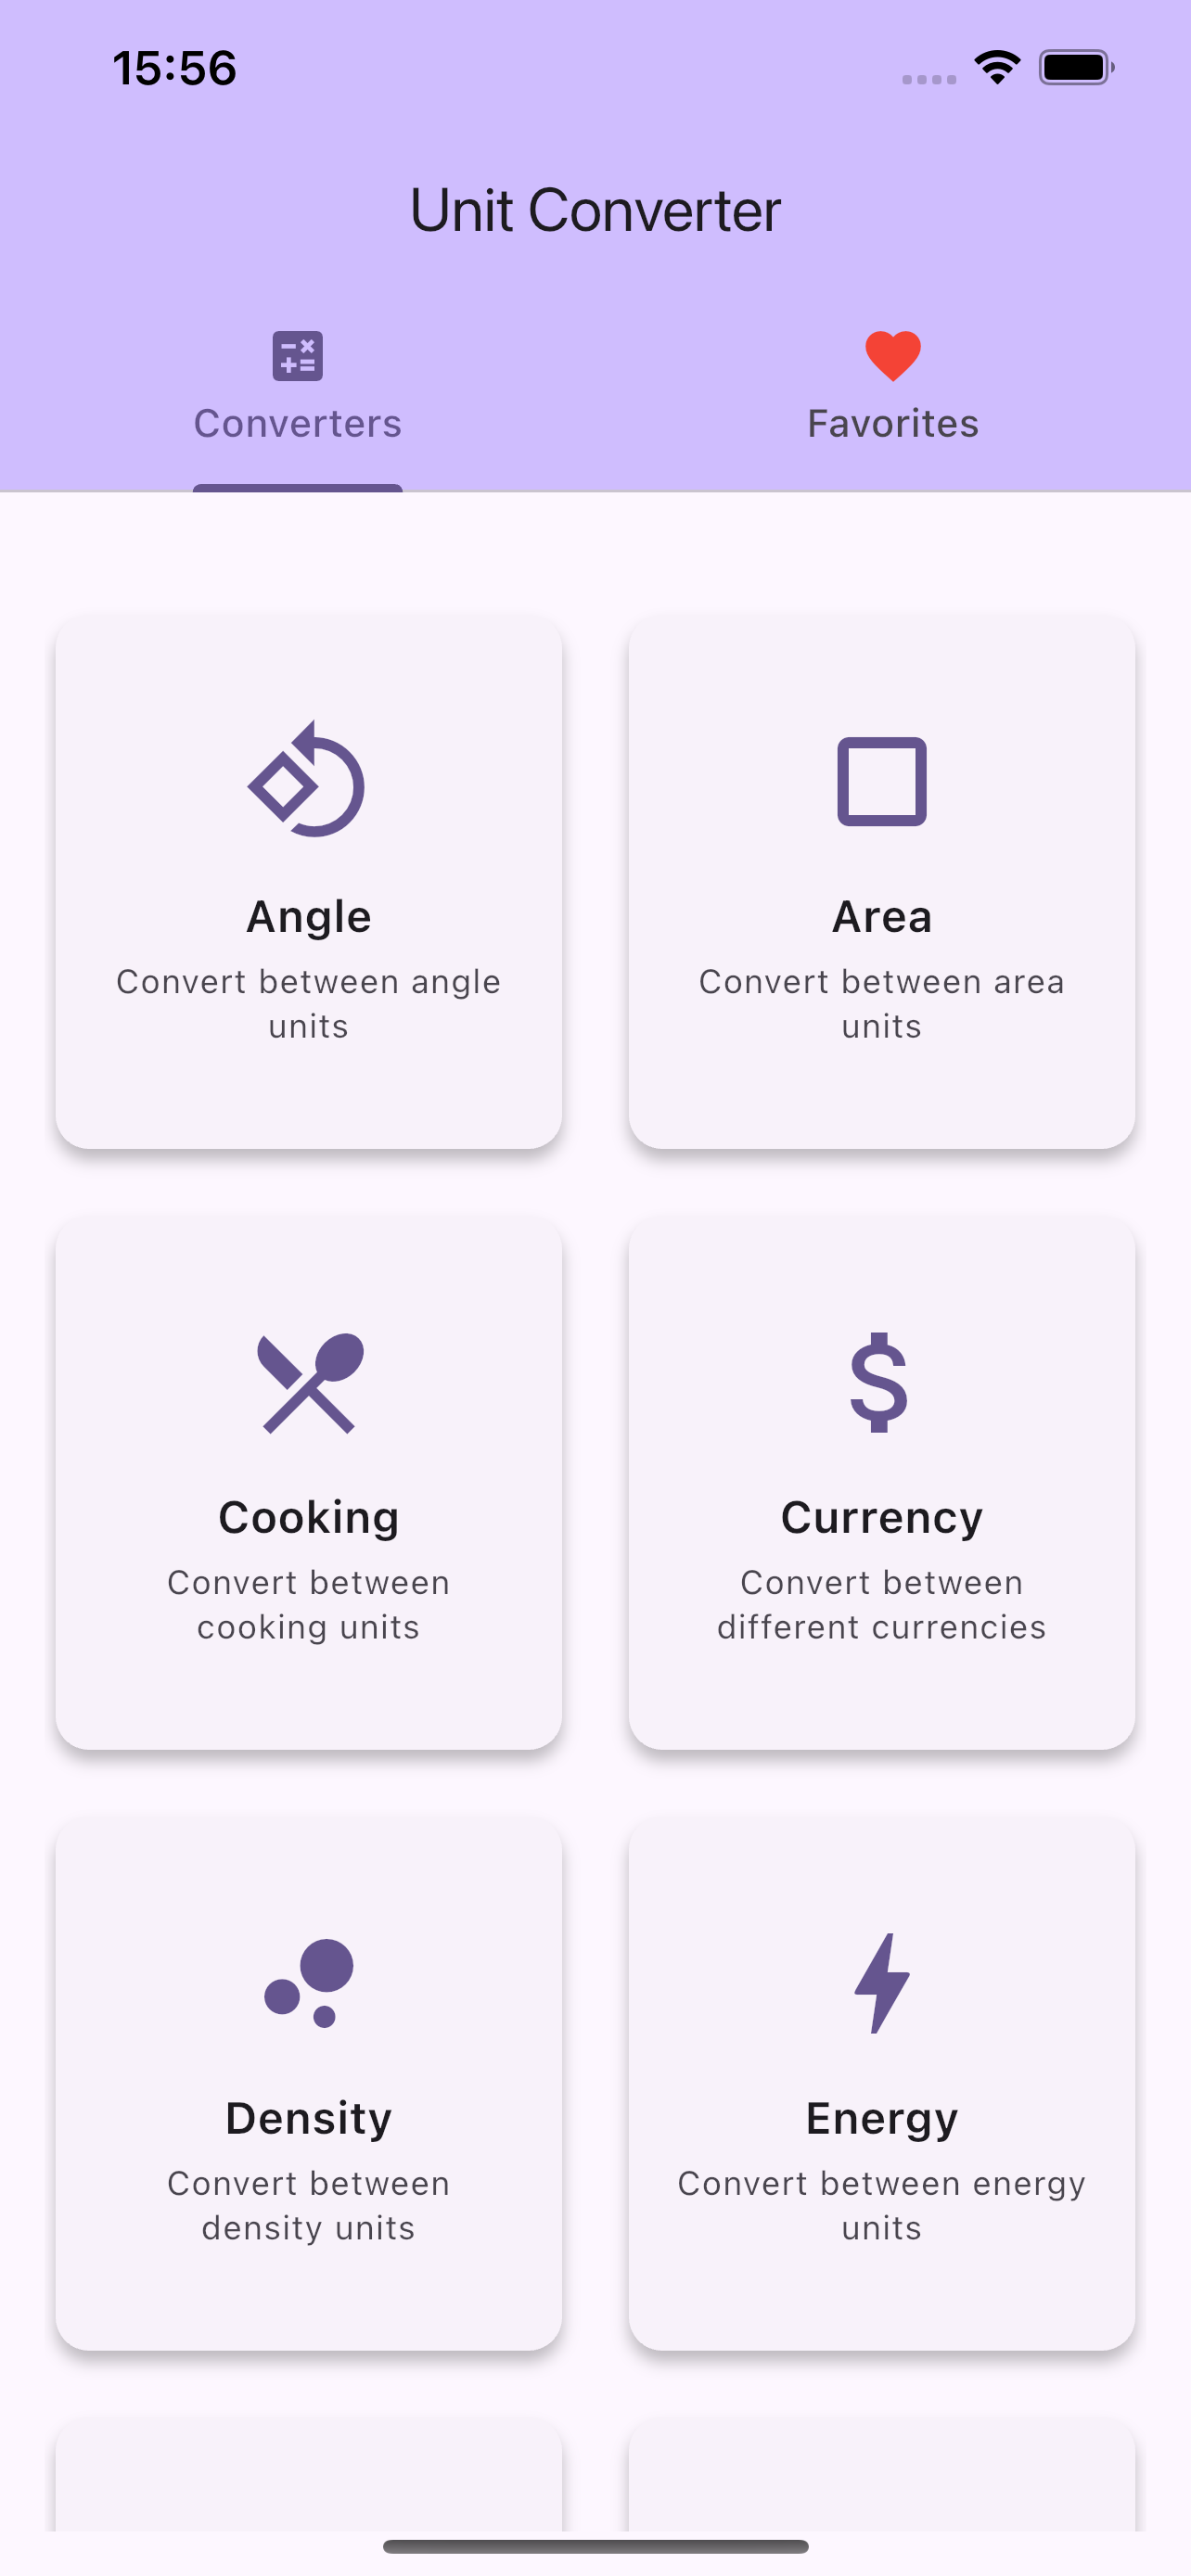 15:56
Unit Converter
Converters
Favorites
Angle
Convert between angle
units
Area
Convert between area
units
Cooking
Convert between
cooking units
Currency
Convert between
different currencies
Density
Convert between
density units
Energy
Convert between energy
units